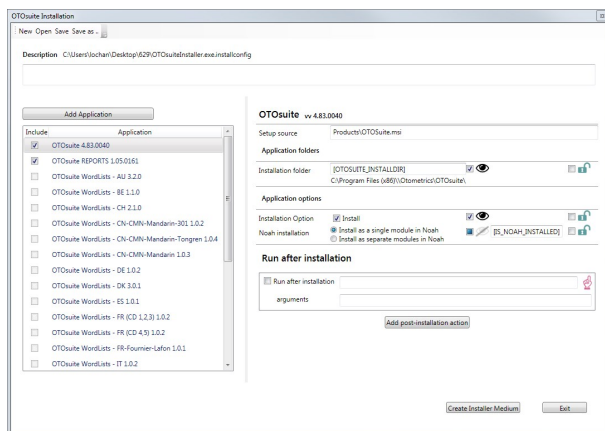 OTOsuite Installation
New Open Save Save as
Description C:\Users\lochan\Desktop\629\OTOsuiteInstaller.exe.installconfig
Add Application
Include Application
OTOsuite 4.83.0040
OTOsuite REPORTS 1.05.0161
OTOsuite WordLists - AU 3.2.0
OTOsuite WordLists - BE 1.1.0
OTOsuite WordLists - CH 2.1.0
OTOsuite WordLists - CN-CMN-Mandarin-301 1.0.2
OTOsuite WordLists - CN-CMN-Mandarin-Tongren 1.0.4
OTOsuite WordLists - CN-CMN-Mandarin 1.0.3
OTOsuite WordLists - DE 1.0.2
OTOsuite WordLists - DK 3.0.1
OTOsuite WordLists - ES 1.0.1
OTOsuite WordLists - FR (CD 1,2,3) 1.0.2
OTOsuite WordLists - FR (CD 4,5) 1.0.2
OTOsuite WordLists - FR-Fournier-Lafon 1.0.1
OTOsuite WordLists - IT 1.0.2
OTOsuite vv 4.83.0040
Setup source Products\OTOSuite.msi
Application folders
Installation folder [OTOSUITE_INSTALLDIR]
C:\Program Files (x86)\\Otometrics\OTOsuite\
Application options
Installation Option Install
Noah installation Install as a single module in Noah [IS_NOAH_INSTALLED]
Install as separate modules in Noah
Run after installation
Run after installation
arguments
Add post-installation action
Create Installer Medium Exit